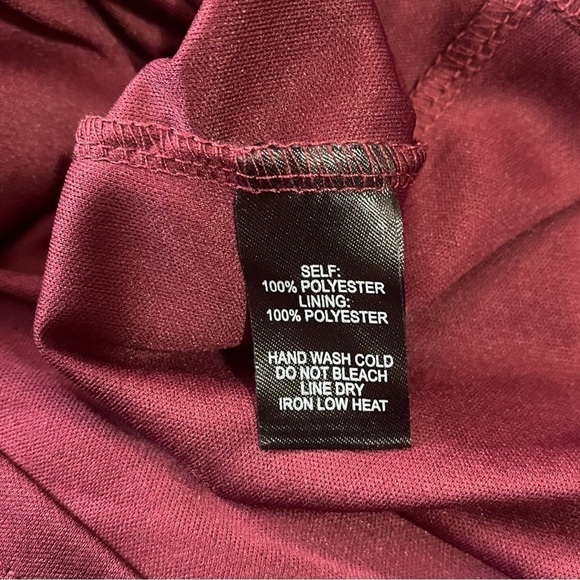 SELF:
100% POLYESTER
LINING:
100% POLYESTER
HAND WASH COLD
DO NOT BLEACH
LINE DRY
IRON LOW HEAT